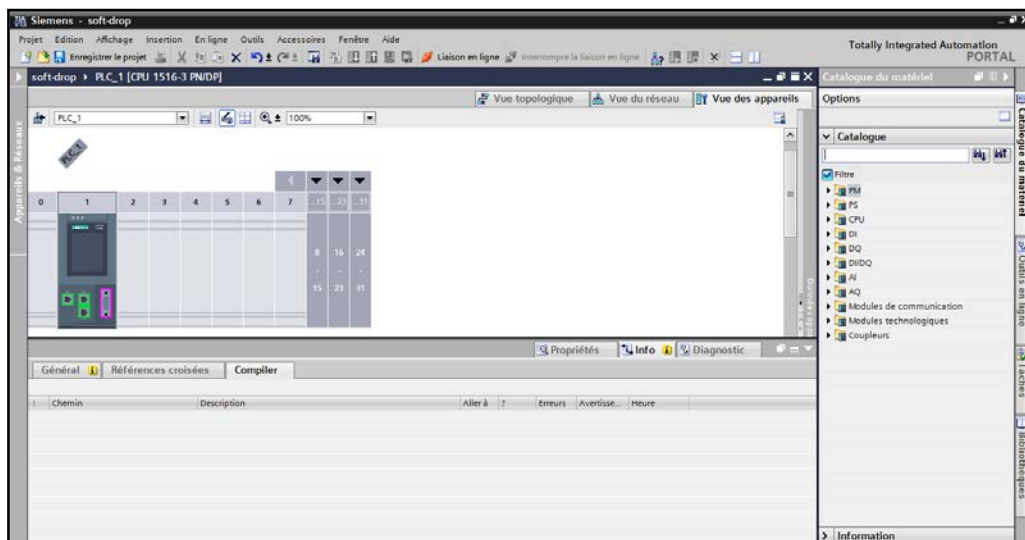 Siemens - soft-drop
Projet Edition Affichage Insertion En ligne Outils Accessoires Fenêtre Aide
Totally Integrated Automation
PORTAL
Enregistrer le projet
Liaison en ligne
Interrompre la liaison en ligne
soft-drop PLC_1 [CPU 1516-3 PN/DP]
Catalogue du matériel
Vue topologique Vue du réseau Vue des appareils
Options
PLC_1
100%
Catalogue
PLC_1
Filtre
PM
PS
CPU
DI
DQ
DI/DQ
AI
AQ
Modules de communication
Modules technologiques
Coupleurs
0 1 2 3 4 5 6 7 ...15 ...23 ...31
8 16 24
- - -
15 23 31
Appareils & Réseaux
Catalogue du matériel
Outils en ligne
Tâches
Bibliothèques
Propriétés Info Diagnostic
Général Références croisées Compiler
! Chemin Description Aller à ? Erreurs Avertisse... Heure
Information